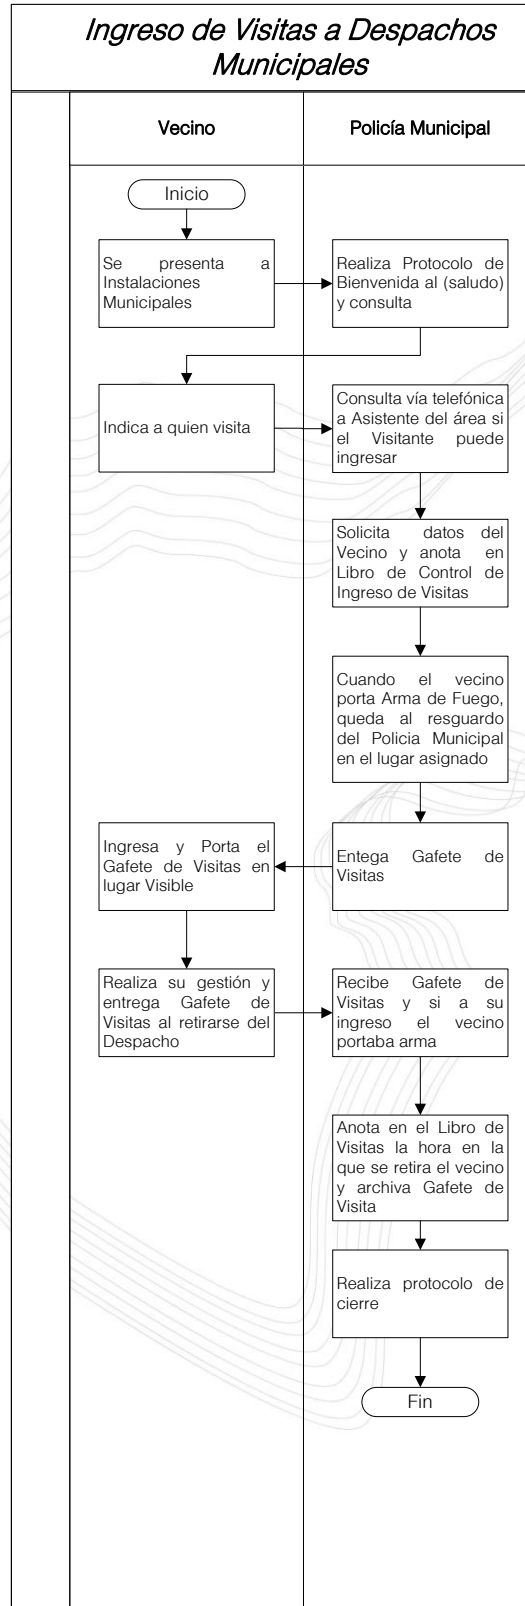 Ingreso de Visitas a Despachos
Municipales
Vecino
Policía Municipal
Inicio
Se presenta a
Instalaciones
Municipales
Realiza Protocolo de
Bienvenida al (saludo)
y consulta
Indica a quien visita
Consulta vía telefónica
a Asistente del área si
el Visitante puede
ingresar
Solicita datos del
Vecino y anota en
Libro de Control de
Ingreso de Visitas
Cuando el vecino
porta Arma de Fuego,
queda al resguardo
del Policia Municipal
en el lugar asignado
Entega Gafete de
Visitas
Ingresa y Porta el
Gafete de Visitas en
lugar Visible
Realiza su gestión y
entrega Gafete de
Visitas al retirarse del
Despacho
Recibe Gafete de
Visitas y si a su
ingreso el vecino
portaba arma
Anota en el Libro de
Visitas la hora en la
que se retira el vecino
y archiva Gafete de
Visita
Realiza protocolo de
cierre
Fin